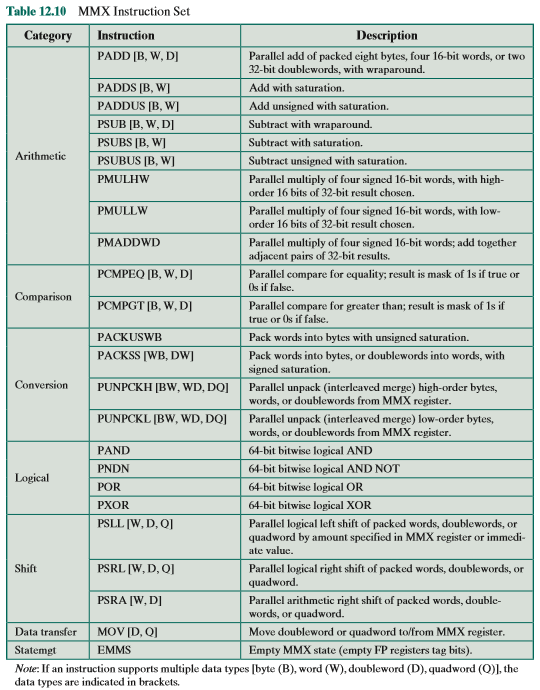 Table 12.10 MMX Instruction Set
Category Instruction Description
Arithmetic
PADD [B, W, D] Parallel add of packed eight bytes, four 16-bit words, or two
32-bit doublewords, with wraparound.
PADDS [B, W] Add with saturation.
PADDUS [B, W] Add unsigned with saturation.
PSUB [B, W, D] Subtract with wraparound.
PSUBS [B, W] Subtract with saturation.
PSUBUS [B, W] Subtract unsigned with saturation.
PMULHW Parallel multiply of four signed 16-bit words, with high-
order 16 bits of 32-bit result chosen.
PMULLW Parallel multiply of four signed 16-bit words, with low-
order 16 bits of 32-bit result chosen.
PMADDWD Parallel multiply of four signed 16-bit words; add together
adjacent pairs of 32-bit results.
Comparison
PCMPEQ [B, W, D] Parallel compare for equality; result is mask of 1s if true or
0s if false.
PCMPGT [B, W, D] Parallel compare for greater than; result is mask of 1s if
true or 0s if false.
Conversion
PACKUSWB Pack words into bytes with unsigned saturation.
PACKSS [WB, DW] Pack words into bytes, or doublewords into words, with
signed saturation.
PUNPCKH [BW, WD, DQ] Parallel unpack (interleaved merge) high-order bytes,
words, or doublewords from MMX register.
PUNPCKL [BW, WD, DQ] Parallel unpack (interleaved merge) low-order bytes,
words, or doublewords from MMX register.
Logical
PAND 64-bit bitwise logical AND
PNDN 64-bit bitwise logical AND NOT
POR 64-bit bitwise logical OR
PXOR 64-bit bitwise logical XOR
Shift
PSLL [W, D, Q] Parallel logical left shift of packed words, doublewords, or
quadword by amount specified in MMX register or immedi-
ate value.
PSRL [W, D, Q] Parallel logical right shift of packed words, doublewords, or
quadword.
PSRA [W, D] Parallel arithmetic right shift of packed words, double-
words, or quadword.
Data transfer MOV [D, Q] Move doubleword or quadword to/from MMX register.
Statemgt EMMS Empty MMX state (empty FP registers tag bits).
Note: If an instruction supports multiple data types [byte (B), word (W), doubleword (D), quadword (Q)], the
data types are indicated in brackets.